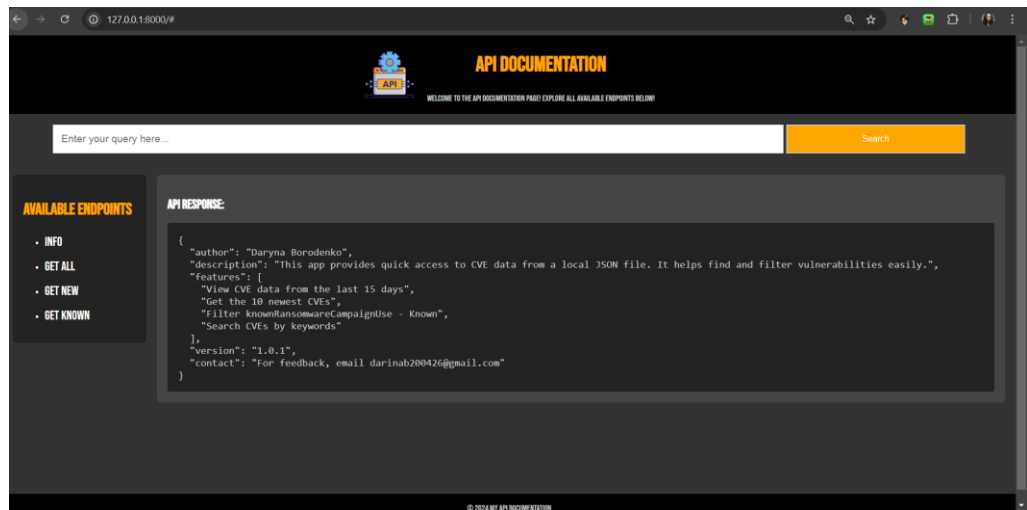 127.0.0.1:8000/#
API
API DOCUMENTATION
WELCOME TO THE API DOCUMENTATION PAGE! EXPLORE ALL AVAILABLE ENDPOINTS BELOW!
Enter your query here...
Search
AVAILABLE ENDPOINTS
• INFO
• GET ALL
• GET NEW
• GET KNOWN
API RESPONSE:
{
"author": "Daryna Borodenko",
"description": "This app provides quick access to CVE data from a local JSON file. It helps find and filter vulnerabilities easily.",
"features": [
"View CVE data from the last 15 days",
"Get the 10 newest CVEs",
"Filter knownRansomwareCampaignUse - Known",
"Search CVEs by keywords"
],
"version": "1.0.1",
"contact": "For feedback, email darinab200426@gmail.com"
}
© 2024 MY API DOCUMENTATION